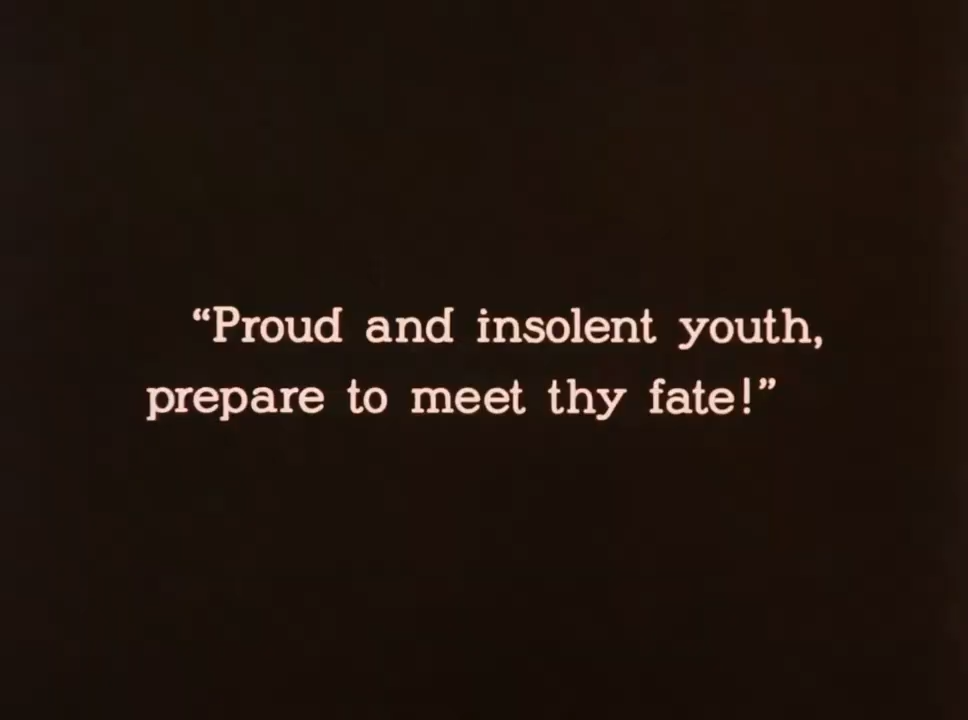 “Proud and insolent youth,
prepare to meet thy fate!”